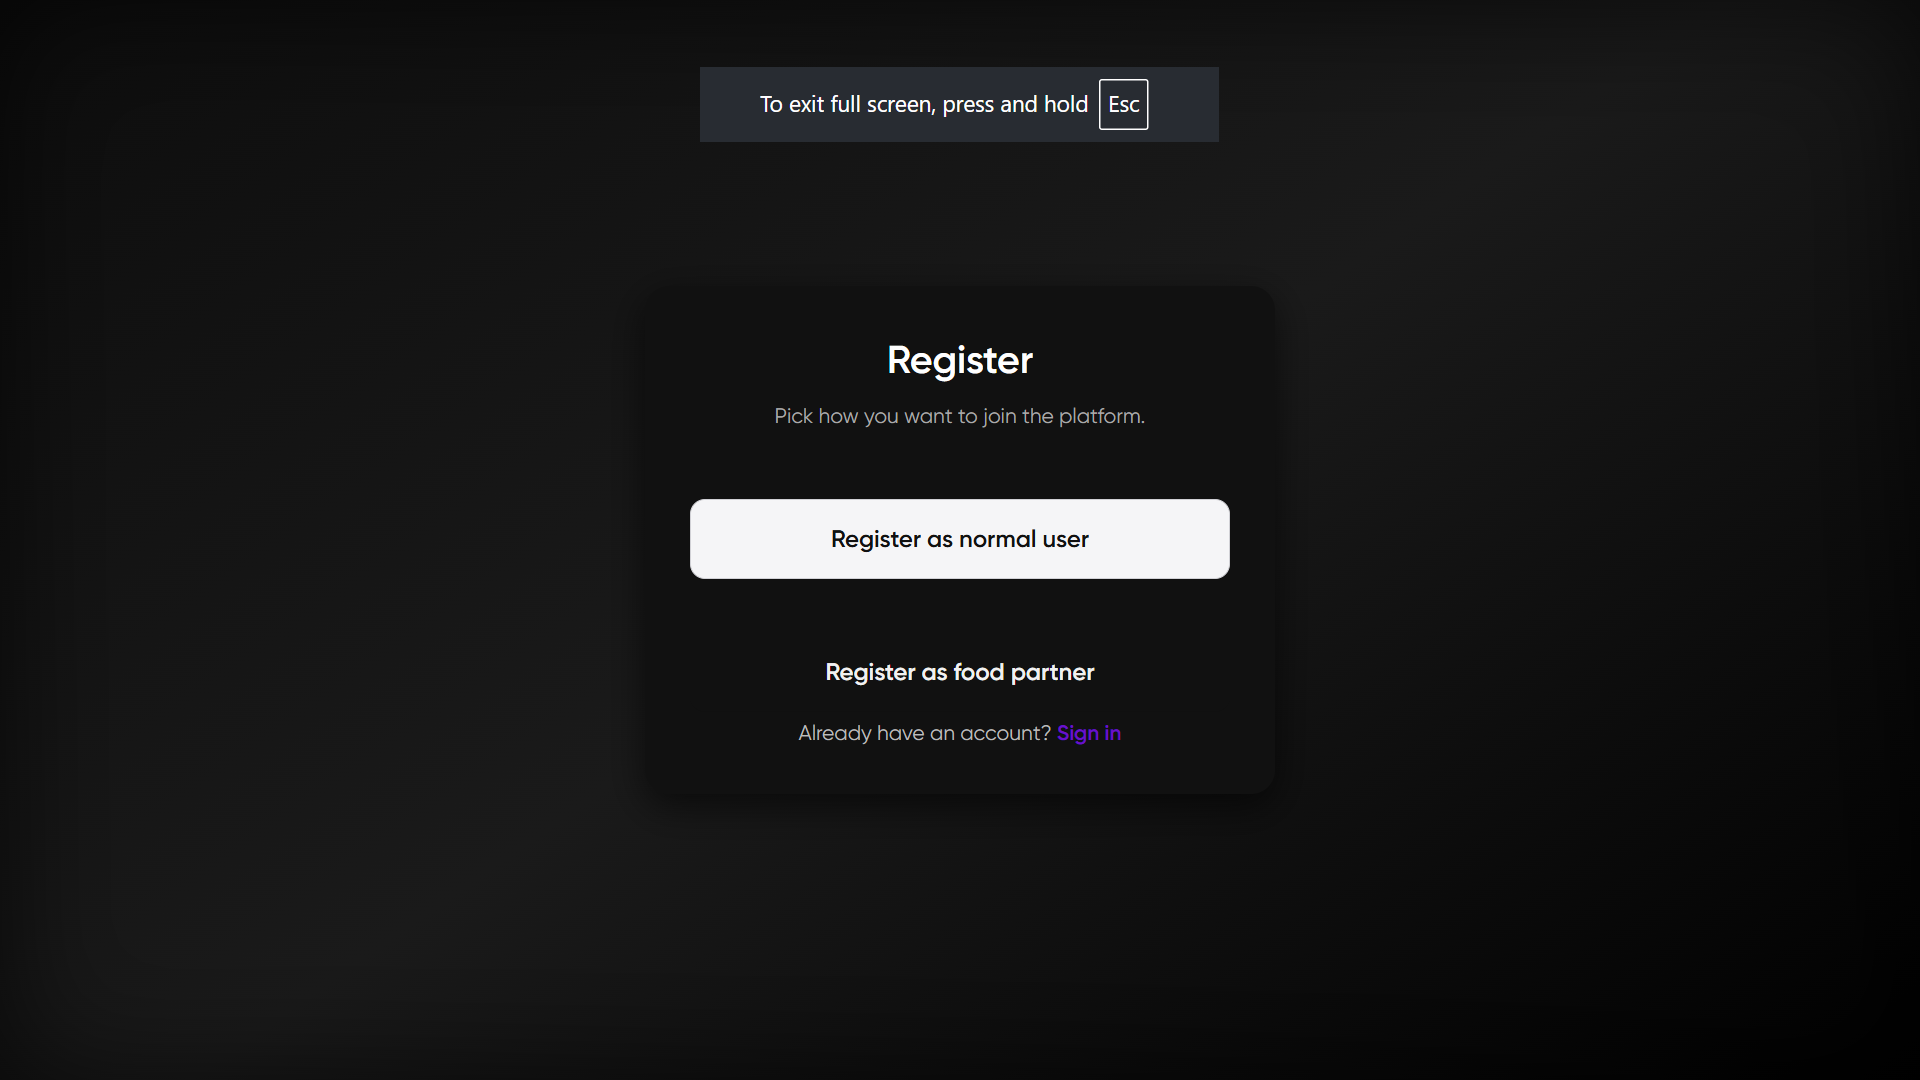 To exit full screen, press and hold Esc
Register
Pick how you want to join the platform.
Register as normal user
Register as food partner
Already have an account? Sign in